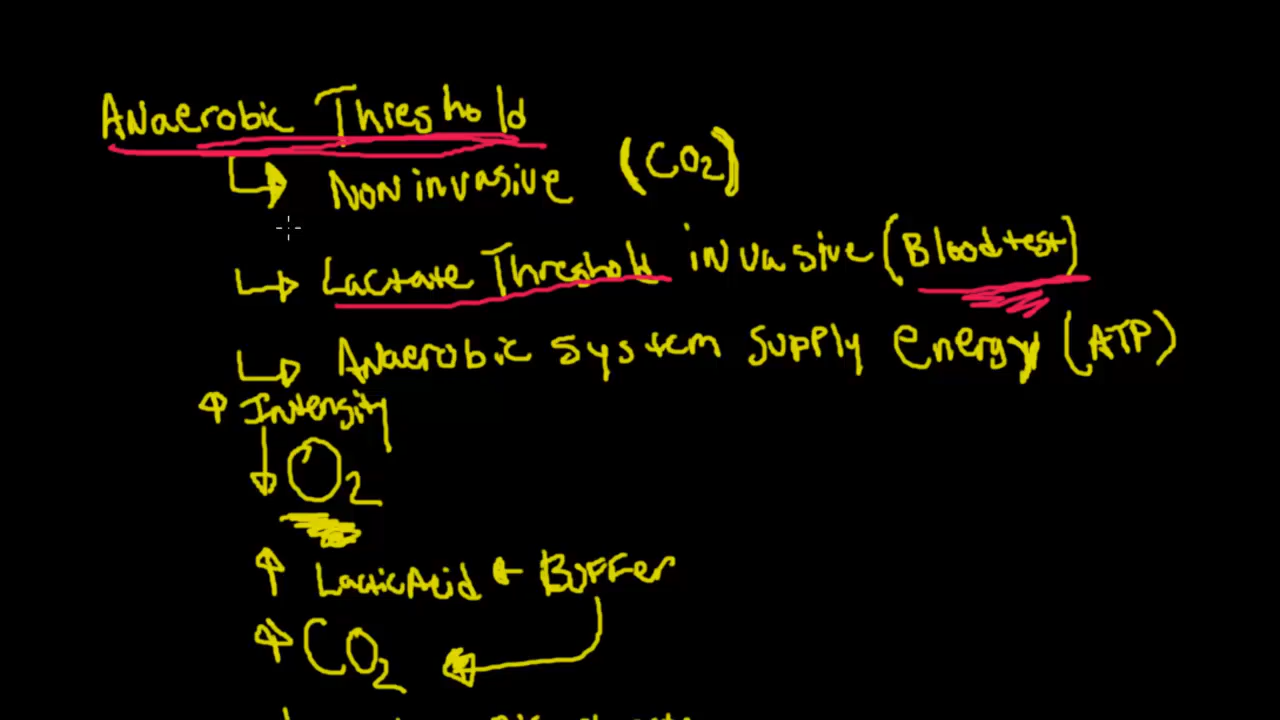 Anaerobic Threshold
Non invasive (CO2)
Lactate Threshold invasive (Blood test)
Anaerobic System Supply Energy (ATP)
↑ Intensity
↓ O2
↑ Lactic Acid ← Buffer
↑ CO2